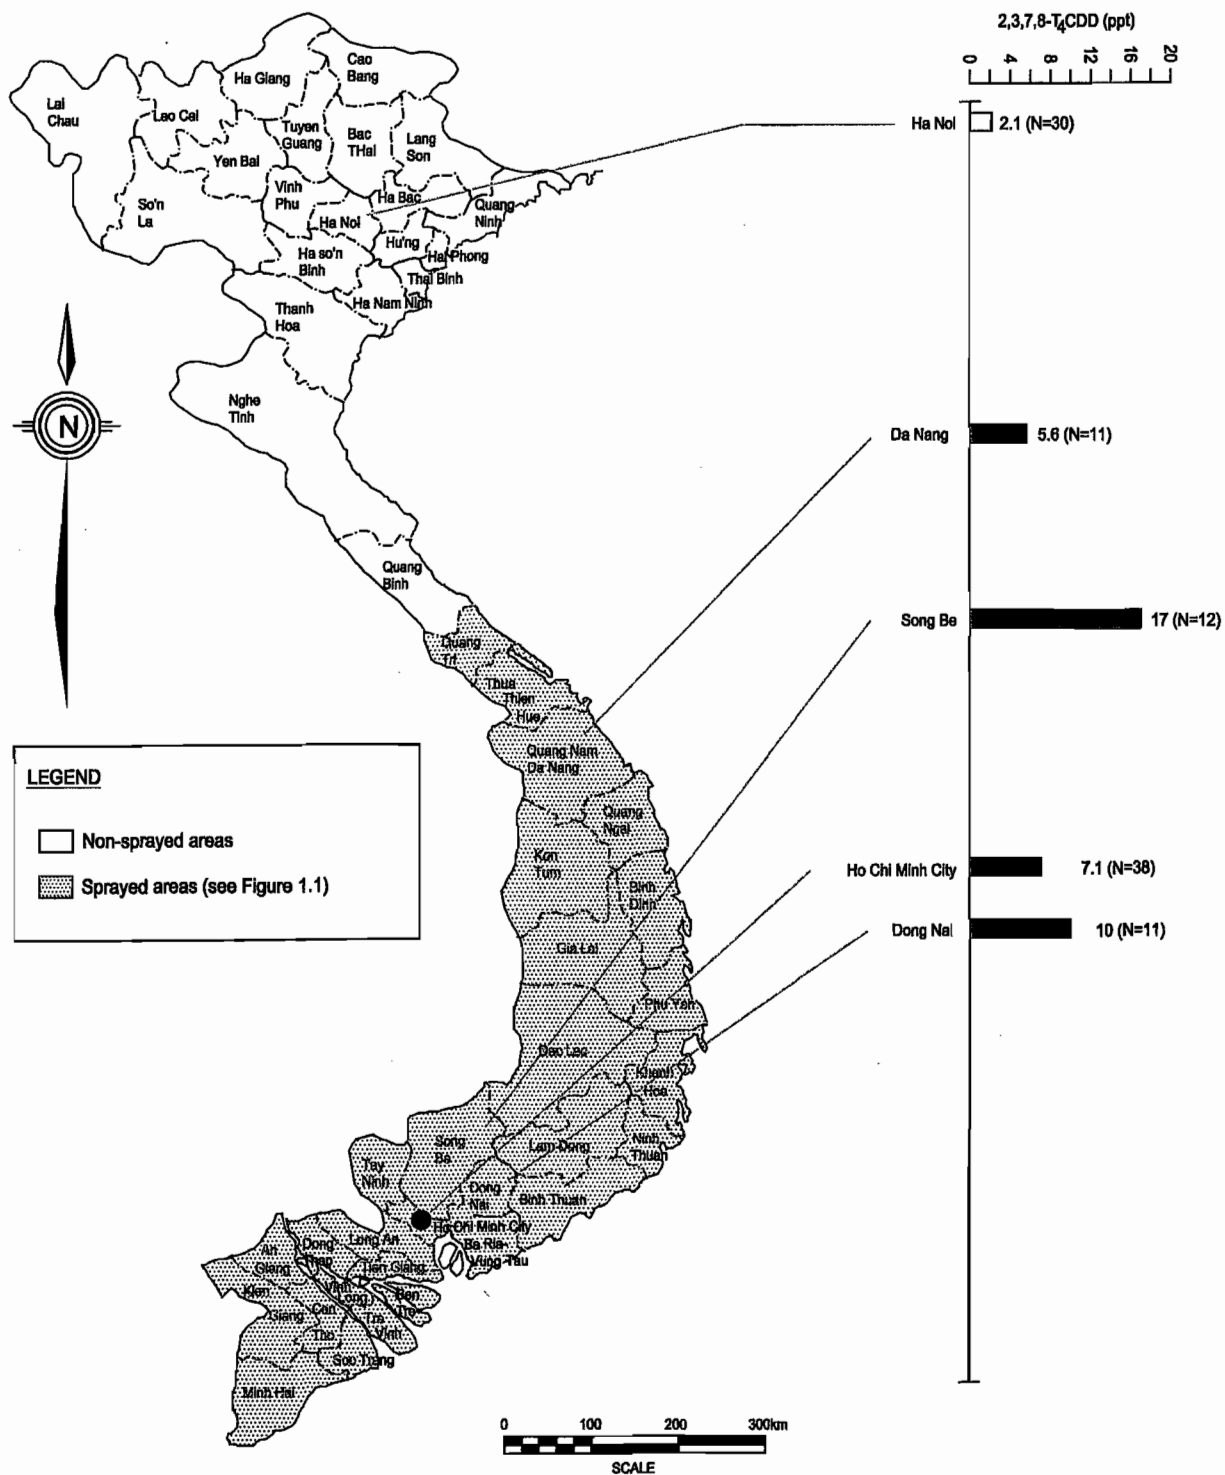 2,3,7,8-T4CDD (ppt)
0 4 8 12 16 20
Ha Noi
2.1 (N=30)
Da Nang
5.6 (N=11)
Song Be
17 (N=12)
Ho Chi Minh City
7.1 (N=38)
Dong Nai
10 (N=11)
Lai
Chau
Lao Cai
Ha Giang
Cao
Bang
Tuyen
Quang
Bac
THai
Lang
Son
Yen Bai
Vinh
Phu
So'n
La
Ha Noi
Ha Bac
Quang
Ninh
Hu'ng
Hai Phong
Ha so'n
Binh
Thai Binh
Ha Nam Ninh
Thanh
Hoa
Nghe
Tinh
N
Quang
Binh
Quang
Tri
Thua
Thien
Hue
Quang Nam
Da Nang
Quang
Ngai
Kon
Tum
Binh
Dinh
Gia Lai
Phu Yen
Dac Lac
Khanh
Hoa
Song
Be
Lam Dong
Ninh
Thuan
Tay
Ninh
Dong
Nai
Binh Thuan
Ho Chi Minh City
Ba Ria-
Vung Tau
Long An
Dong
Thap
An
Giang
Tien Giang
Kien
Giang
Vinh
Long
Ben
Tre
Can
Tho
Tra
Vinh
Soc Trang
Minh Hai
LEGEND
Non-sprayed areas
Sprayed areas (see Figure 1.1)
0 100 200 300km
SCALE